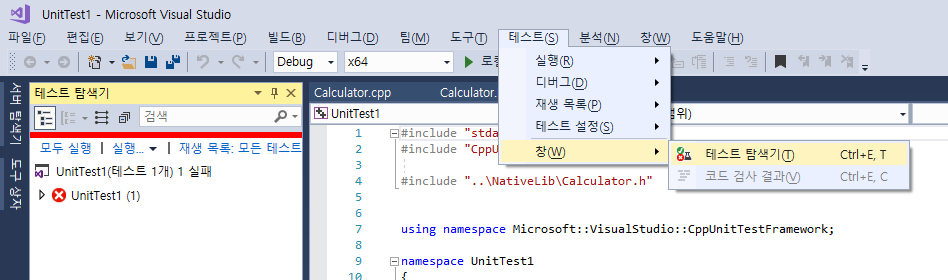 UnitTest1 - Microsoft Visual Studio
파일(F) 편집(E) 보기(V) 프로젝트(P) 빌드(B) 디버그(D) 팀(M) 도구(T) 테스트(S) 분석(N) 창(W) 도움말(H)
Debug x64 로컬
실행(R)
디버그(D)
재생 목록(P)
테스트 설정(S)
창(W)
테스트 탐색기(T) Ctrl+E, T
코드 검사 결과(V) Ctrl+E, C
서버 탐색기
도구 상자
테스트 탐색기
검색
모두 실행 | 실행... | 재생 목록: 모든 테스트
UnitTest1(테스트 1개) 1 실패
UnitTest1 (1)
Calculator.cpp Calculator.
UnitTest1
1 #include "stda
2 #include "CppU
3
4 #include "..\NativeLib\Calculator.h"
5
6
7 using namespace Microsoft::VisualStudio::CppUnitTestFramework;
8
9 namespace UnitTest1
10 {